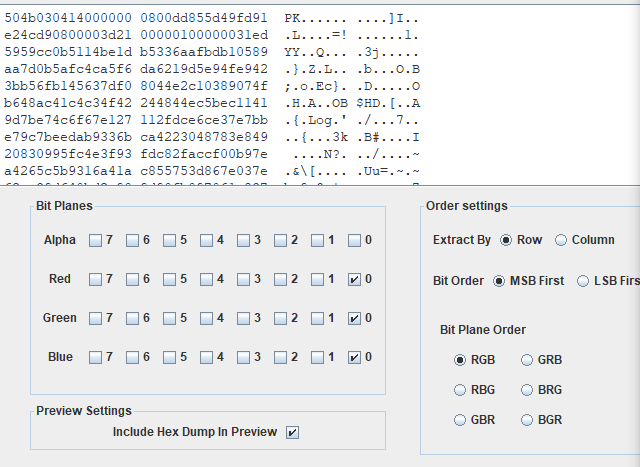 504b030414000000 0800dd855d49fd91 PK...... ....]I..
e24cd90800003d21 00000100000031ed .L....=! ......1.
5959cc0b5114be1d b5336aafbdb10589 YY..Q... .3j.....
aa7d0b5afc4ca5f6 da6219d5e94fe942 .}.Z.L.. .b...O.B
3bb56fb145637df0 8044e2c10389074f ;.o.Ec}. .D.....O
b648ac41c4c34f42 244844ec5bec1141 .H.A..OB $HD.[..A
9d7be74c6f67e127 112fdce6ce37e7bb .{.Log.' ./...7..
e79c7beedab9336b ca4223048783e849 ..{...3k .B#....I
20830995fc4e3f93 fdc82faccf00b97e ....N?. ../....~
a4265c5b9316a41a c855753d867e037e .&\[.... .Uu=.~.~
Bit Planes
Order settings
Alpha 7 6 5 4 3 2 1 0
Extract By Row Column
Red 7 6 5 4 3 2 1 0
Bit Order MSB First LSB Firs
Green 7 6 5 4 3 2 1 0
Bit Plane Order
Blue 7 6 5 4 3 2 1 0
RGB GRB
RBG BRG
Preview Settings
GBR BGR
Include Hex Dump In Preview